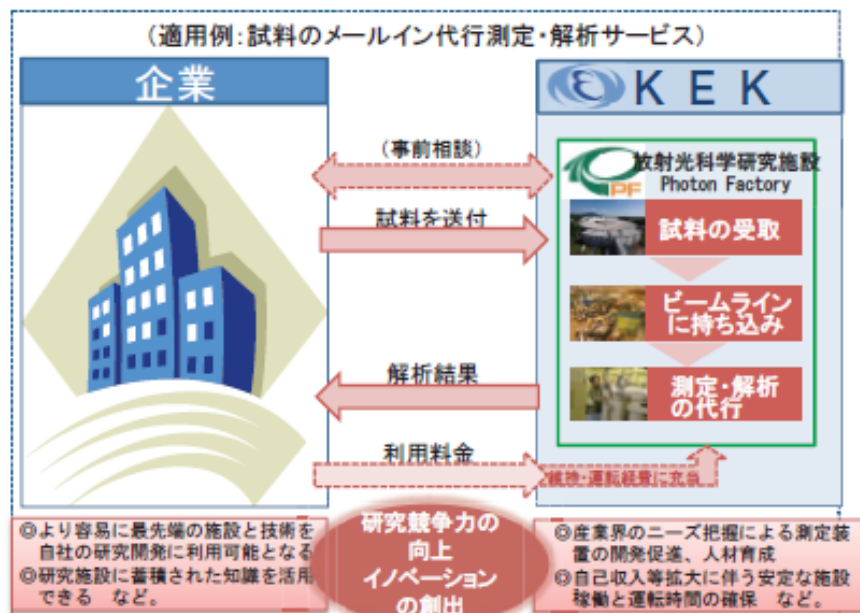 （適用例：試料のメールイン代行測定・解析サービス）
企業
KEK
（事前相談）
放射光科学研究施設
PF
Photon Factory
試料を送付
試料の受取
ビームライン
に持ち込み
解析結果
測定・解析
の代行
利用料金
維持・運転経費に充当
◎より容易に最先端の施設と技術を
自社の研究開発に利用可能となる
◎研究施設に蓄積された知識を活用
できる　など。
研究競争力の
向上
イノベーション
の創出
◎産業界のニーズ把握による測定装
置の開発促進、人材育成
◎自己収入等拡大に伴う安定な施設
稼働と運転時間の確保　など。